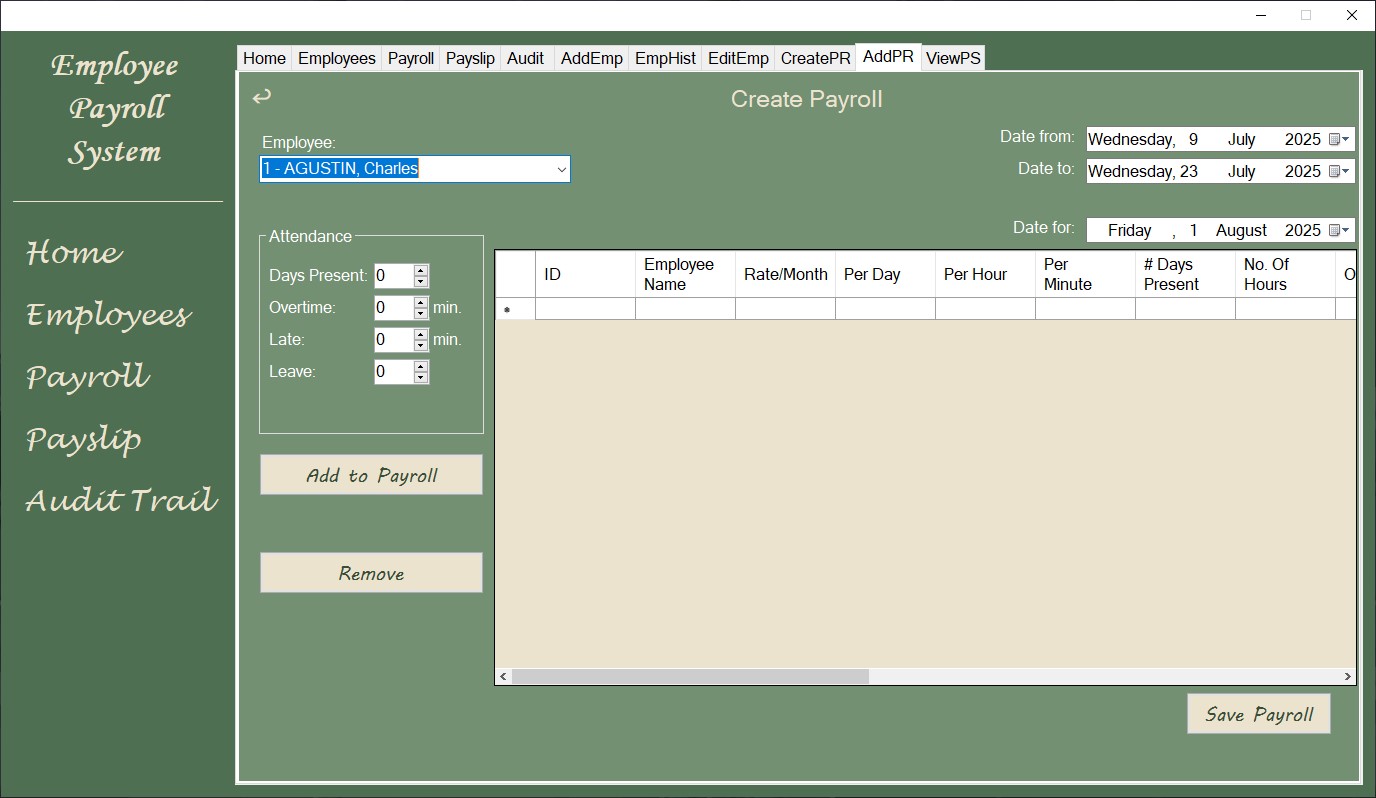 Employee
Payroll
System
Home
Employees
Payroll
Payslip
Audit Trail
Home Employees Payroll Payslip Audit AddEmp EmpHist EditEmp CreatePR AddPR ViewPS
Create Payroll
Employee:
1 - AGUSTIN, Charles
Date from: Wednesday, 9 July 2025
Date to: Wednesday, 23 July 2025
Date for: Friday , 1 August 2025
Attendance
Days Present: 0
Overtime: 0 min.
Late: 0 min.
Leave: 0
Add to Payroll
Remove
ID
Employee
Name
Rate/Month
Per Day
Per Hour
Per
Minute
# Days
Present
No. Of
Hours
Save Payroll